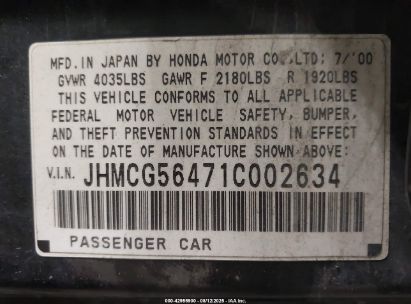 MFD. IN JAPAN BY HONDA MOTOR CO., LTD: 7/'00
GVWR 4035LBS GAWR F 2180LBS R 1920LBS
THIS VEHICLE CONFORMS TO ALL APPLICABLE
FEDERAL MOTOR VEHICLE SAFETY, BUMPER,
AND THEFT PREVENTION STANDARDS IN EFFECT
ON THE DATE OF MANUFACTURE SHOWN ABOVE:
V.I.N. JHMCG56471C002634
PASSENGER CAR